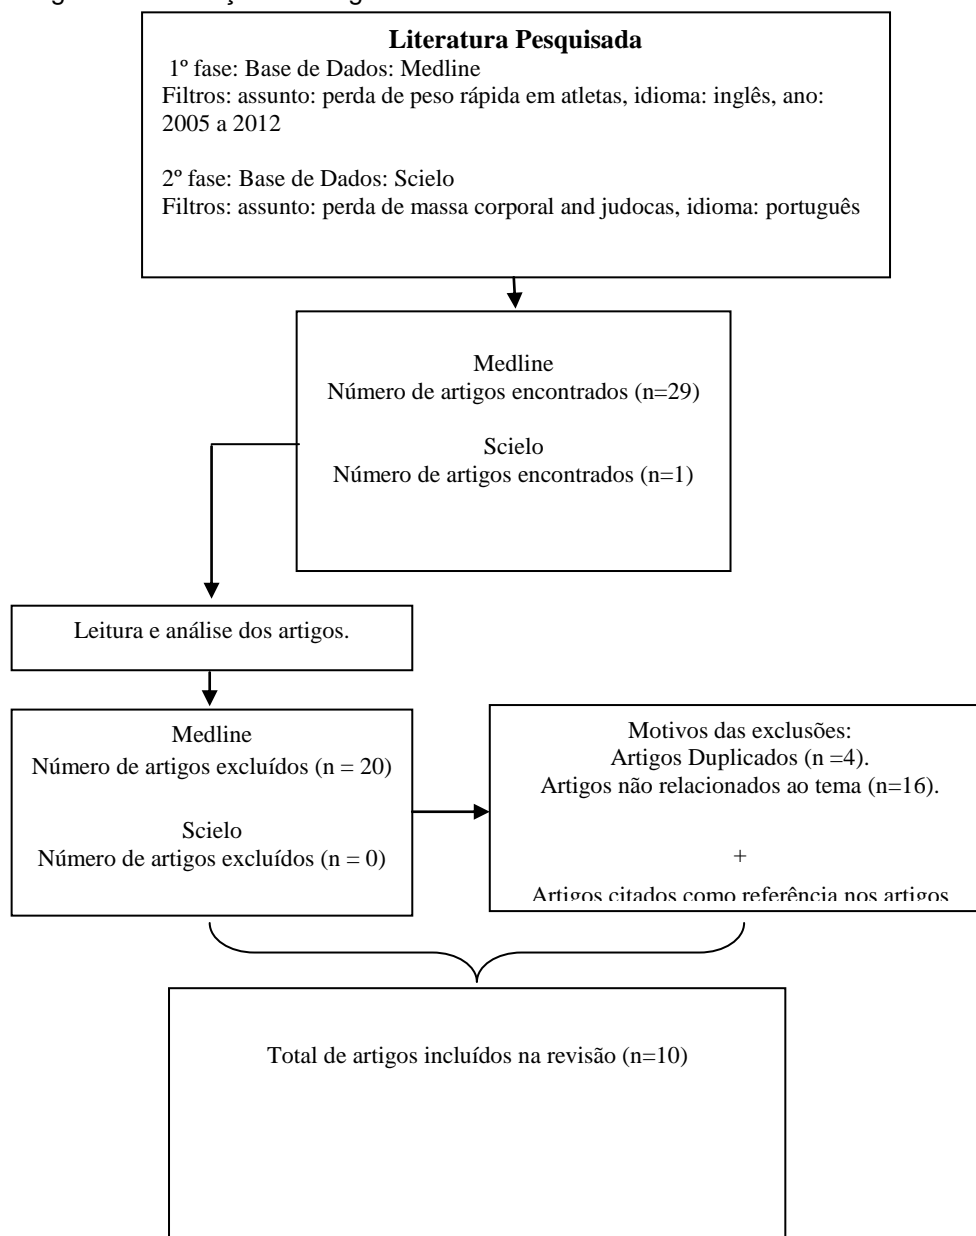 Literatura Pesquisada
1º fase: Base de Dados: Medline
Filtros: assunto: perda de peso rápida em atletas, idioma: inglês, ano:
2005 a 2012
2º fase: Base de Dados: Scielo
Filtros: assunto: perda de massa corporal and judocas, idioma: português
Medline
Número de artigos encontrados (n=29)
Scielo
Número de artigos encontrados (n=1)
Leitura e análise dos artigos.
Medline
Número de artigos excluídos (n = 20)
Scielo
Número de artigos excluídos (n = 0)
Motivos das exclusões:
Artigos Duplicados (n =4).
Artigos não relacionados ao tema (n=16).
+
Artigos citados como referência nos artigos
Total de artigos incluídos na revisão (n=10)